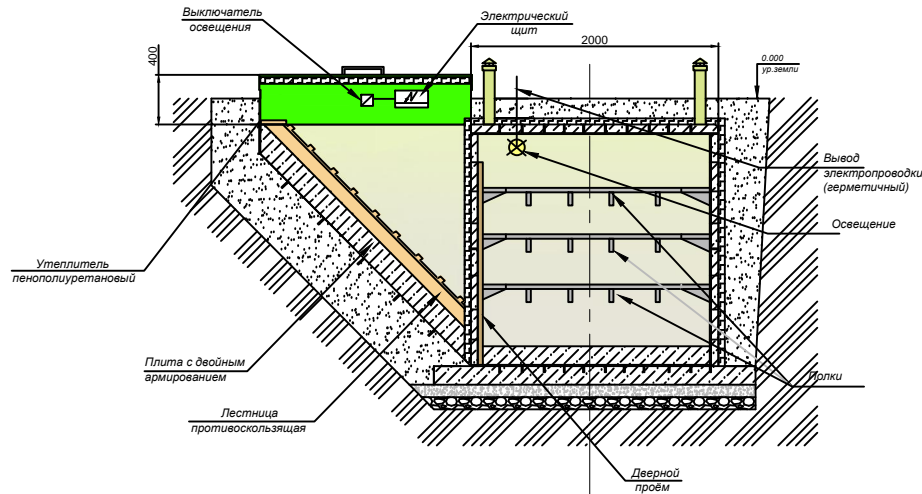 Выключатель
освещения
Электрический
щит
2000
400
0.000
ур.земли
Вывод
электропроводки
(герметичный)
Освещение
Утеплитель
пенополиуретановый
Плита с двойным
армированием
Полки
Лестница
противоскользящая
Дверной
проём